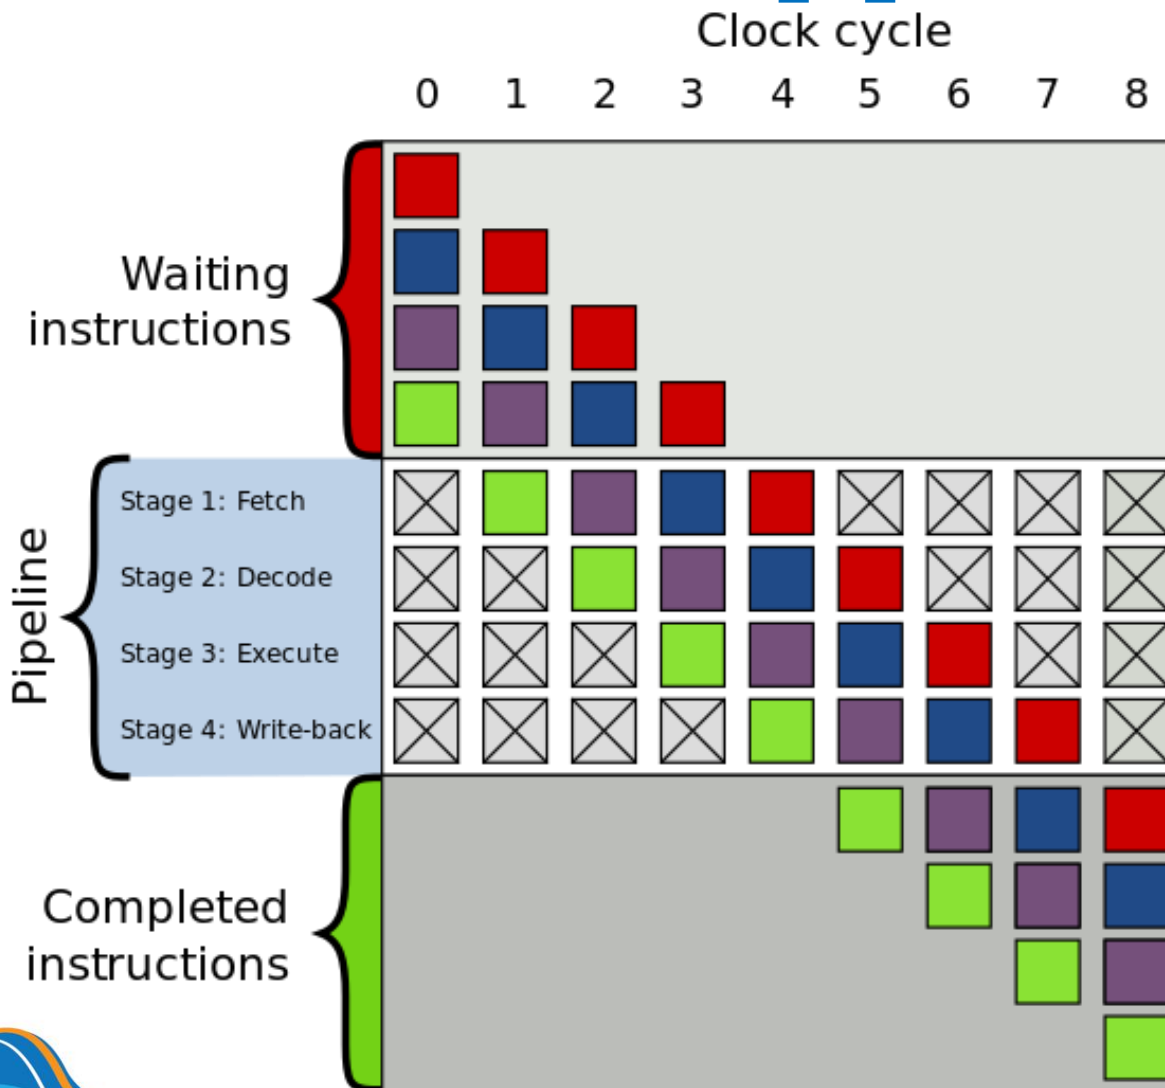 Clock cycle
0 1 2 3 4 5 6 7 8
Waiting
instructions
Pipeline
Stage 1: Fetch
Stage 2: Decode
Stage 3: Execute
Stage 4: Write-back
Completed
instructions